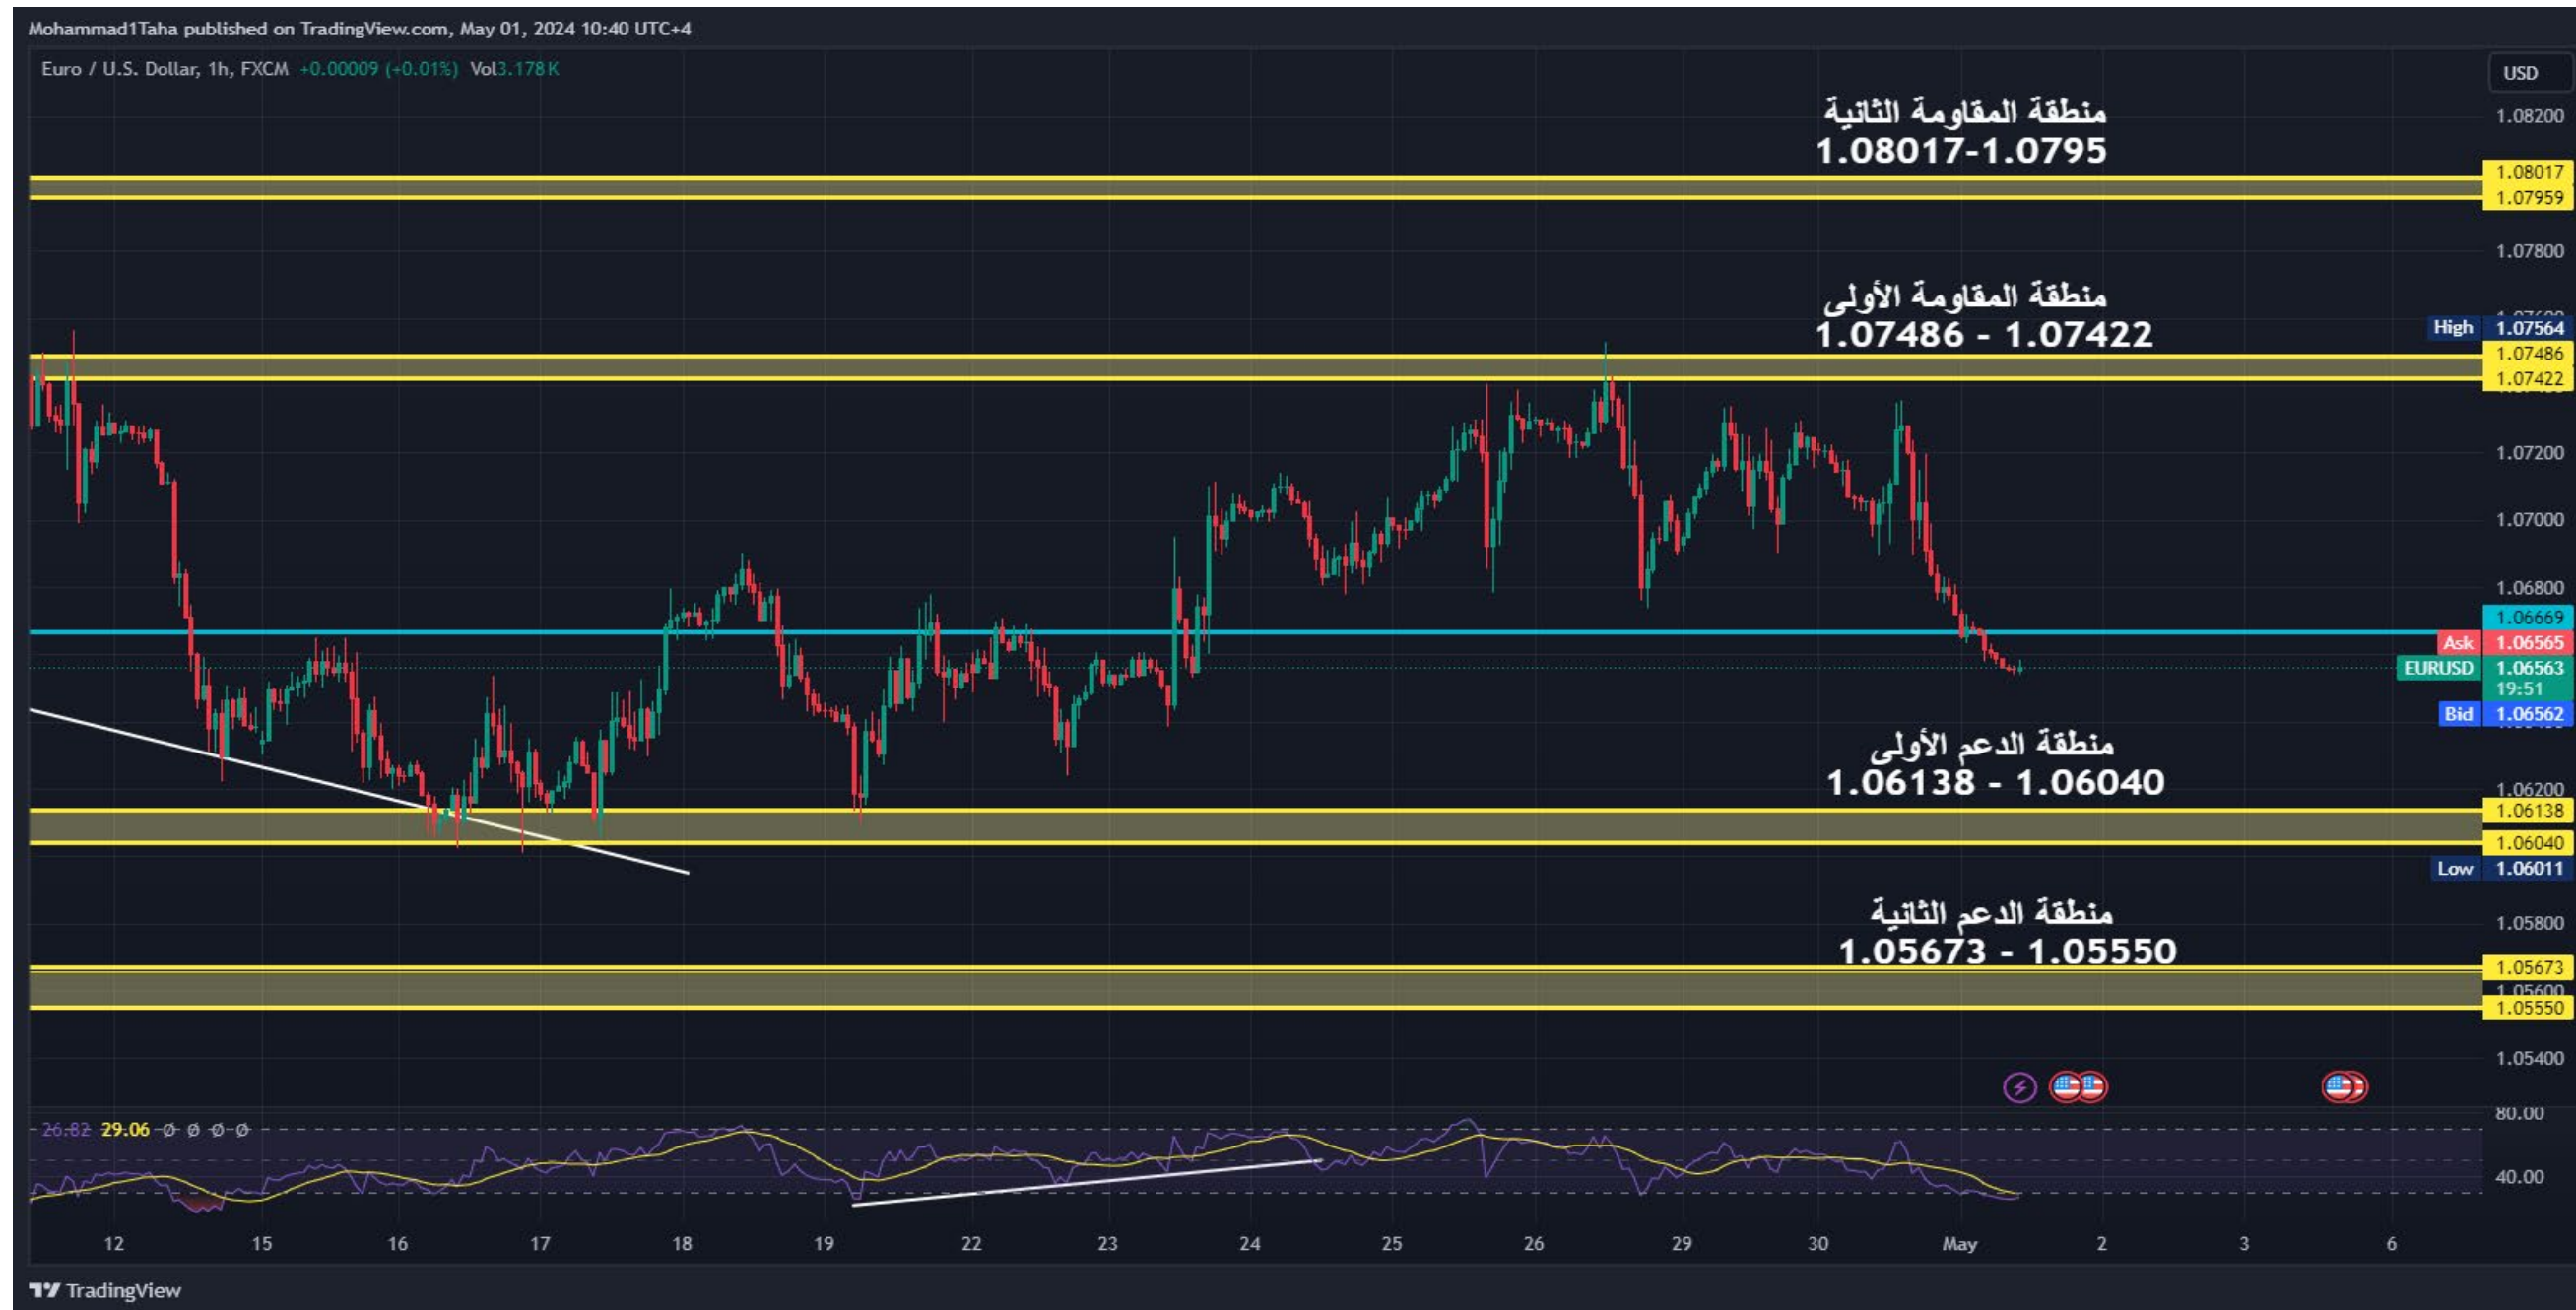 Mohammad1Taha published on TradingView.com, May 01, 2024 10:40 UTC+4
Euro / U.S. Dollar, 1h, FXCM +0.00009 (+0.01%) Vol3.178K
USD
منطقة المقاومة الثانية
1.08017-1.0795
1.08200
1.08017
1.07959
1.07800
منطقة المقاومة الأولى
1.07486 - 1.07422
High 1.07564
1.07486
1.07422
1.07200
1.07000
1.06800
1.06669
Ask 1.06565
EURUSD 1.06563
19:51
Bid 1.06562
منطقة الدعم الأولى
1.06138 - 1.06040
1.06200
1.06138
1.06040
Low 1.06011
منطقة الدعم الثانية
1.05673 - 1.05550
1.05800
1.05673
1.05600
1.05550
1.05400
26.82 29.06 Ø Ø Ø Ø
80.00
40.00
12 15 16 17 18 19 22 23 24 25 26 29 30 May 2 3 6
TradingView